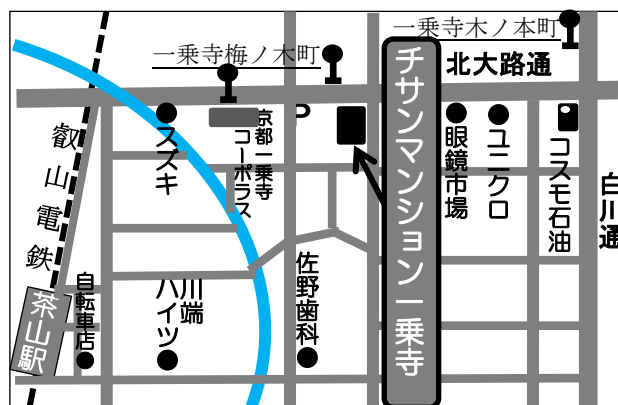 一乗寺木ノ本町
一乗寺梅ノ木町
北大路通
チサンマンション一乗寺
P
京都一乗寺
コーポラス
スズキ
眼鏡市場
ユニクロ
コスモ石油
白川通
叡山電鉄
茶山駅
自転車店
川端
ハイツ
佐野歯科